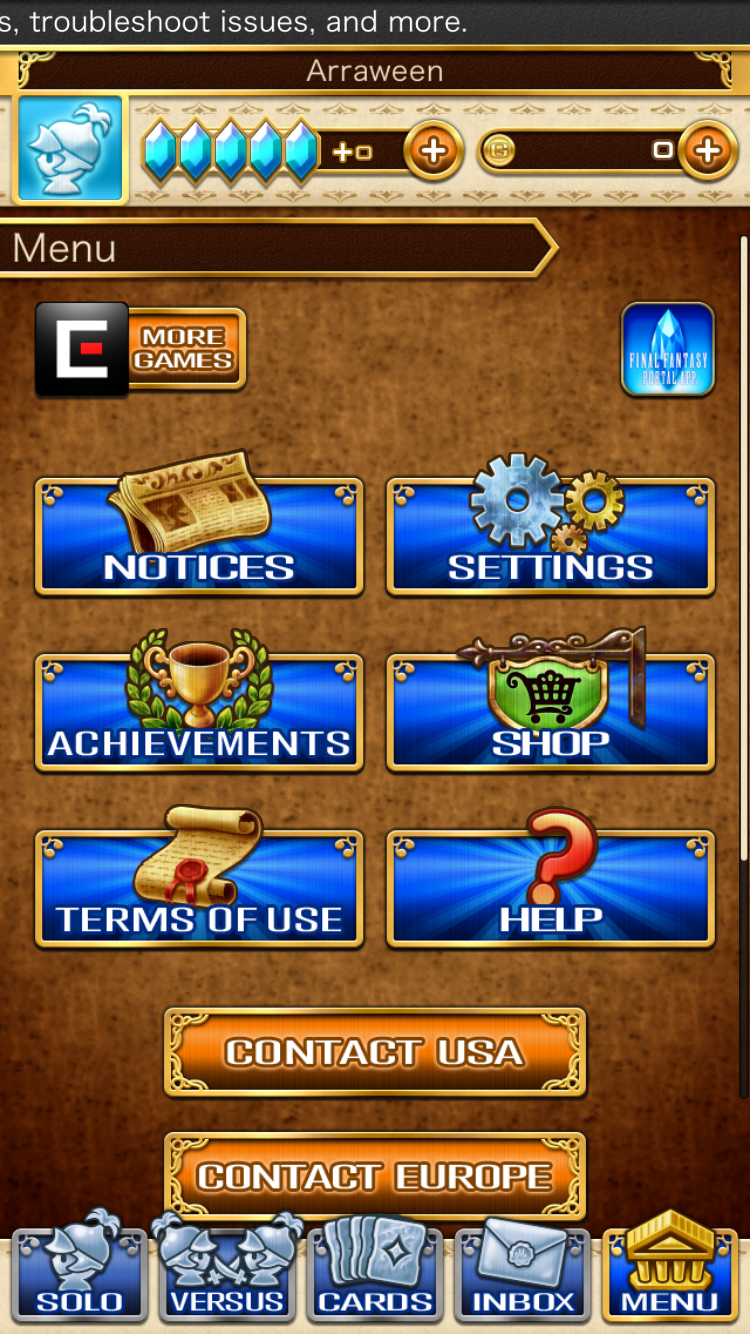 s, troubleshoot issues, and more.
Arraween
+0
G
0
Menu
MORE
GAMES
FINAL FANTASY
PORTAL APP
NOTICES
SETTINGS
ACHIEVEMENTS
SHOP
TERMS OF USE
HELP
CONTACT USA
CONTACT EUROPE
SOLO
VERSUS
CARDS
INBOX
MENU